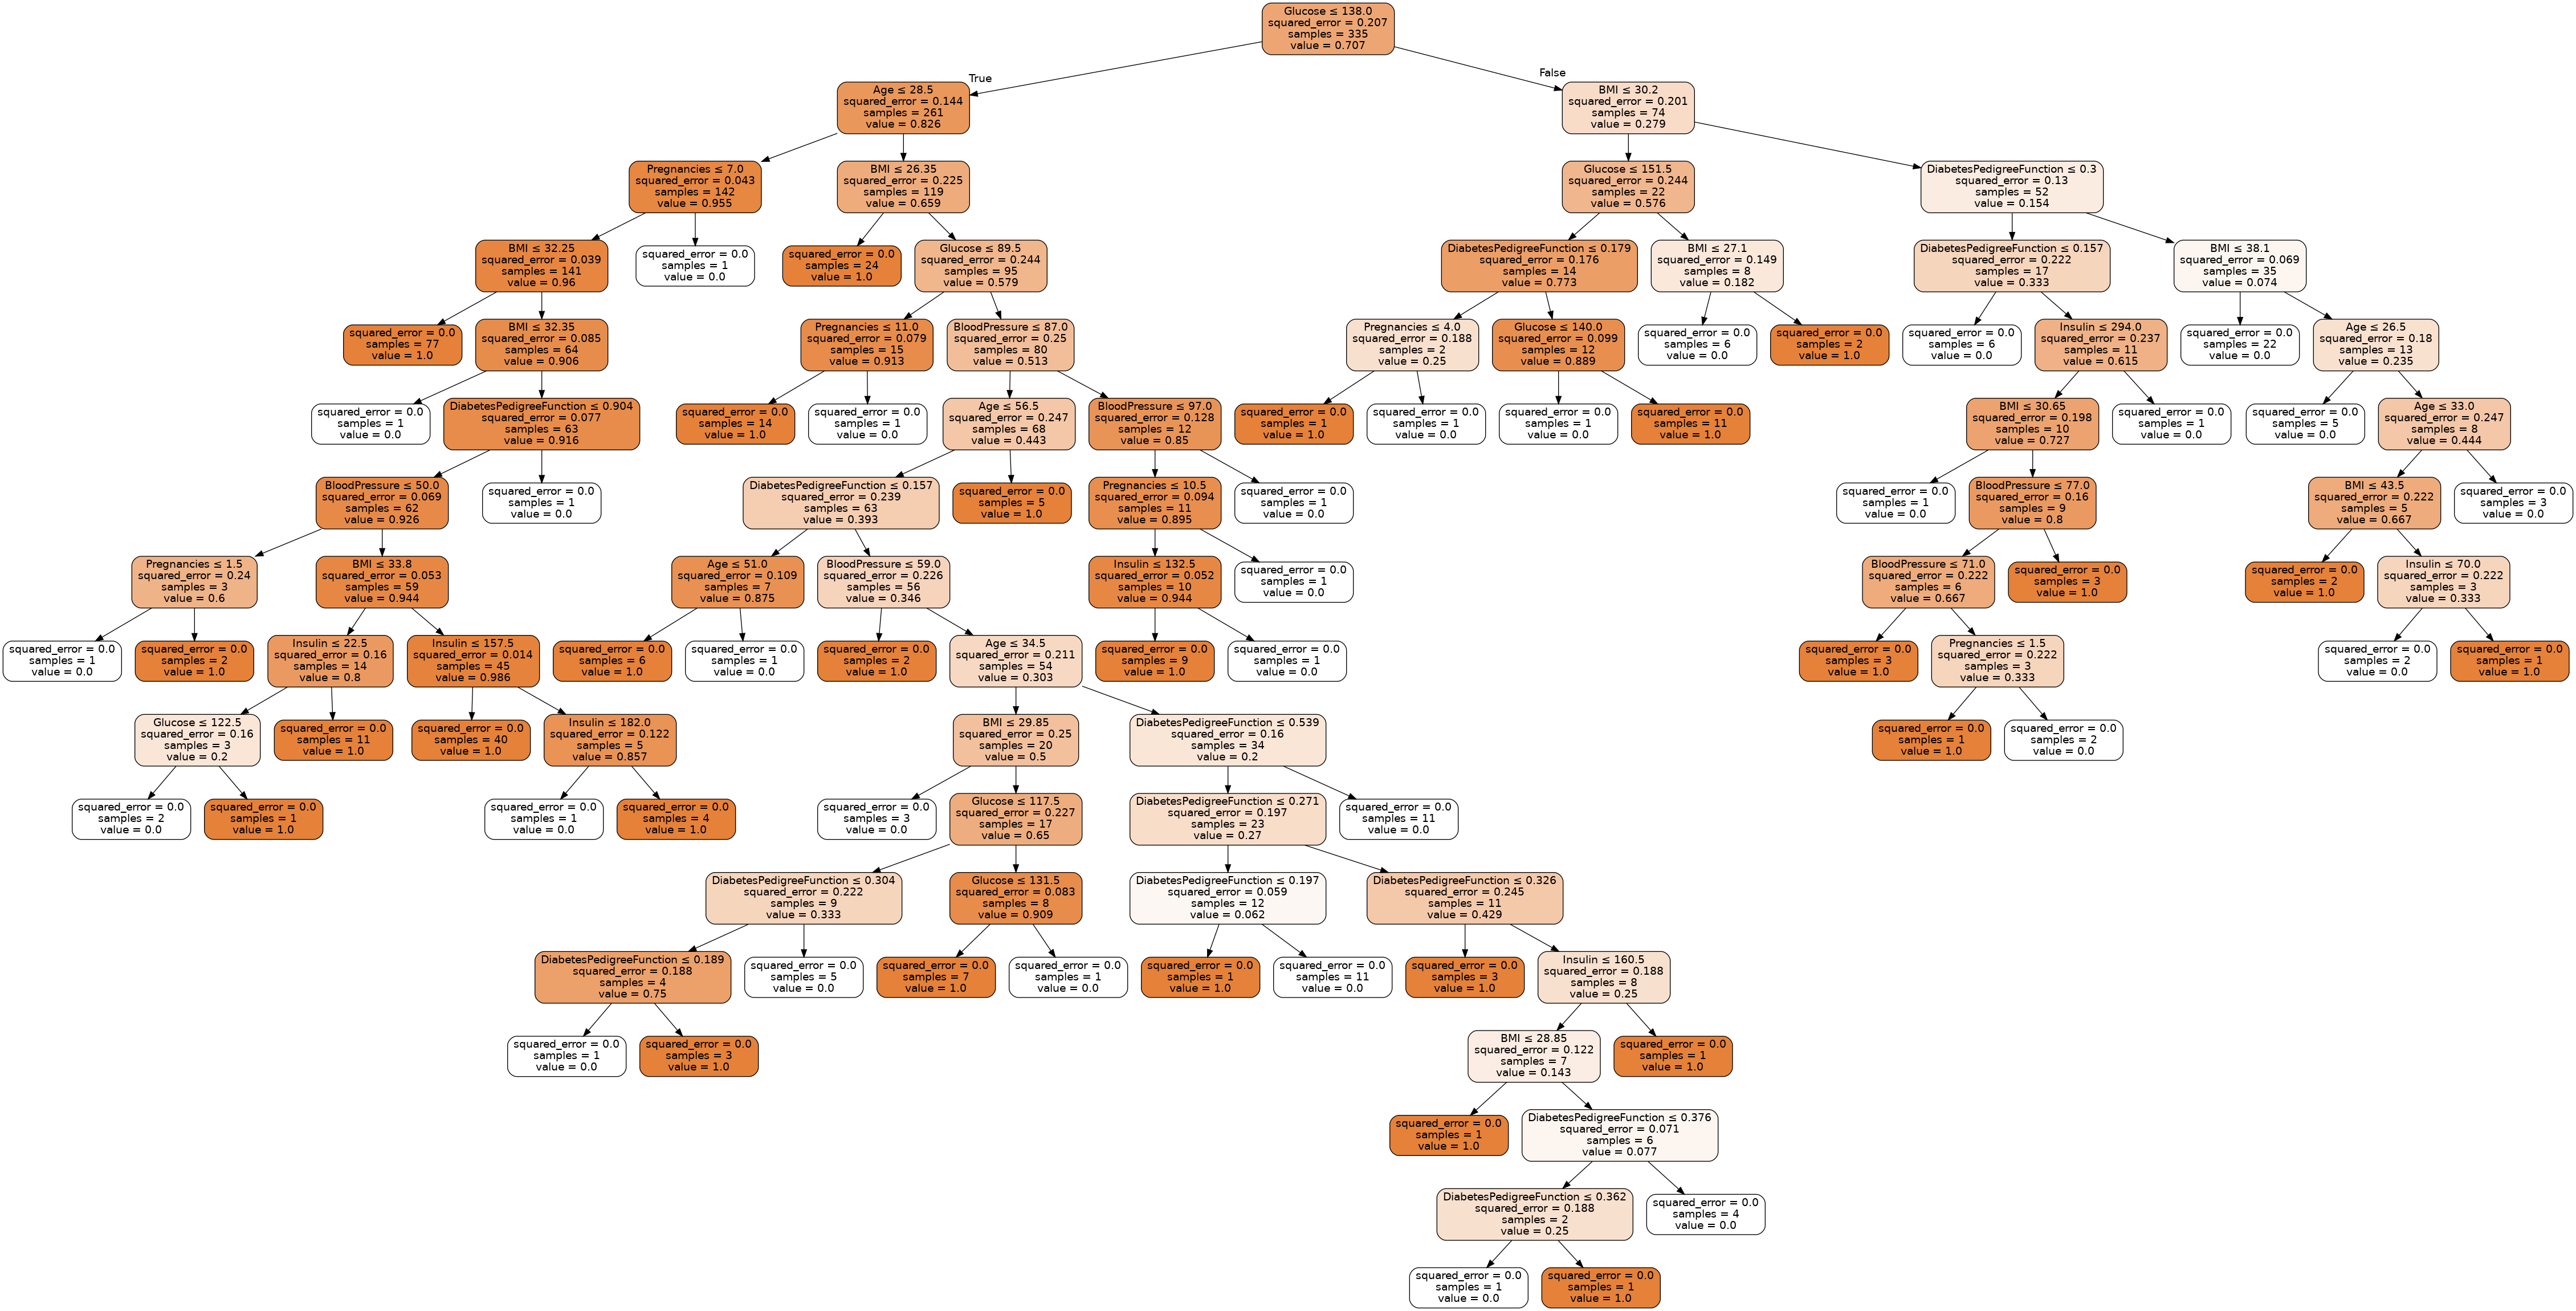 Glucose ≤ 138.0
squared_error = 0.207
samples = 335
value = 0.707
True
False
Age ≤ 28.5
squared_error = 0.144
samples = 261
value = 0.826
BMI ≤ 30.2
squared_error = 0.201
samples = 74
value = 0.279
Pregnancies ≤ 7.0
squared_error = 0.043
samples = 142
value = 0.955
BMI ≤ 26.35
squared_error = 0.225
samples = 119
value = 0.659
Glucose ≤ 151.5
squared_error = 0.244
samples = 22
value = 0.576
DiabetesPedigreeFunction ≤ 0.3
squared_error = 0.13
samples = 52
value = 0.154
BMI ≤ 32.25
squared_error = 0.039
samples = 141
value = 0.96
squared_error = 0.0
samples = 1
value = 0.0
squared_error = 0.0
samples = 24
value = 1.0
Glucose ≤ 89.5
squared_error = 0.244
samples = 95
value = 0.579
DiabetesPedigreeFunction ≤ 0.179
squared_error = 0.176
samples = 14
value = 0.773
BMI ≤ 27.1
squared_error = 0.149
samples = 8
value = 0.182
DiabetesPedigreeFunction ≤ 0.157
squared_error = 0.222
samples = 17
value = 0.333
BMI ≤ 38.1
squared_error = 0.069
samples = 35
value = 0.074
squared_error = 0.0
samples = 77
value = 1.0
BMI ≤ 32.35
squared_error = 0.085
samples = 64
value = 0.906
Pregnancies ≤ 11.0
squared_error = 0.079
samples = 15
value = 0.913
BloodPressure ≤ 87.0
squared_error = 0.25
samples = 80
value = 0.513
Pregnancies ≤ 4.0
squared_error = 0.188
samples = 2
value = 0.25
Glucose ≤ 140.0
squared_error = 0.099
samples = 12
value = 0.889
squared_error = 0.0
samples = 6
value = 0.0
squared_error = 0.0
samples = 2
value = 1.0
squared_error = 0.0
samples = 6
value = 0.0
Insulin ≤ 294.0
squared_error = 0.237
samples = 11
value = 0.615
squared_error = 0.0
samples = 22
value = 0.0
Age ≤ 26.5
squared_error = 0.18
samples = 13
value = 0.235
squared_error = 0.0
samples = 1
value = 0.0
DiabetesPedigreeFunction ≤ 0.904
squared_error = 0.077
samples = 63
value = 0.916
squared_error = 0.0
samples = 14
value = 1.0
squared_error = 0.0
samples = 1
value = 0.0
Age ≤ 56.5
squared_error = 0.247
samples = 68
value = 0.443
BloodPressure ≤ 97.0
squared_error = 0.128
samples = 12
value = 0.85
squared_error = 0.0
samples = 1
value = 1.0
squared_error = 0.0
samples = 1
value = 0.0
squared_error = 0.0
samples = 1
value = 0.0
squared_error = 0.0
samples = 11
value = 1.0
BMI ≤ 30.65
squared_error = 0.198
samples = 10
value = 0.727
squared_error = 0.0
samples = 1
value = 0.0
squared_error = 0.0
samples = 5
value = 0.0
Age ≤ 33.0
squared_error = 0.247
samples = 8
value = 0.444
BloodPressure ≤ 50.0
squared_error = 0.069
samples = 62
value = 0.926
squared_error = 0.0
samples = 1
value = 0.0
DiabetesPedigreeFunction ≤ 0.157
squared_error = 0.239
samples = 63
value = 0.393
squared_error = 0.0
samples = 5
value = 1.0
Pregnancies ≤ 10.5
squared_error = 0.094
samples = 11
value = 0.895
squared_error = 0.0
samples = 1
value = 0.0
squared_error = 0.0
samples = 1
value = 0.0
BloodPressure ≤ 77.0
squared_error = 0.16
samples = 9
value = 0.8
BMI ≤ 43.5
squared_error = 0.222
samples = 5
value = 0.667
squared_error = 0.0
samples = 3
value = 0.0
Pregnancies ≤ 1.5
squared_error = 0.24
samples = 3
value = 0.6
BMI ≤ 33.8
squared_error = 0.053
samples = 59
value = 0.944
Age ≤ 51.0
squared_error = 0.109
samples = 7
value = 0.875
BloodPressure ≤ 59.0
squared_error = 0.226
samples = 56
value = 0.346
Insulin ≤ 132.5
squared_error = 0.052
samples = 10
value = 0.944
squared_error = 0.0
samples = 1
value = 0.0
BloodPressure ≤ 71.0
squared_error = 0.222
samples = 6
value = 0.667
squared_error = 0.0
samples = 3
value = 1.0
squared_error = 0.0
samples = 2
value = 1.0
Insulin ≤ 70.0
squared_error = 0.222
samples = 3
value = 0.333
squared_error = 0.0
samples = 1
value = 0.0
squared_error = 0.0
samples = 2
value = 1.0
Insulin ≤ 22.5
squared_error = 0.16
samples = 14
value = 0.8
Insulin ≤ 157.5
squared_error = 0.014
samples = 45
value = 0.986
squared_error = 0.0
samples = 6
value = 1.0
squared_error = 0.0
samples = 1
value = 0.0
squared_error = 0.0
samples = 2
value = 1.0
Age ≤ 34.5
squared_error = 0.211
samples = 54
value = 0.303
squared_error = 0.0
samples = 9
value = 1.0
squared_error = 0.0
samples = 1
value = 0.0
squared_error = 0.0
samples = 3
value = 1.0
Pregnancies ≤ 1.5
squared_error = 0.222
samples = 3
value = 0.333
squared_error = 0.0
samples = 2
value = 0.0
squared_error = 0.0
samples = 1
value = 1.0
Glucose ≤ 122.5
squared_error = 0.16
samples = 3
value = 0.2
squared_error = 0.0
samples = 11
value = 1.0
squared_error = 0.0
samples = 40
value = 1.0
Insulin ≤ 182.0
squared_error = 0.122
samples = 5
value = 0.857
BMI ≤ 29.85
squared_error = 0.25
samples = 20
value = 0.5
DiabetesPedigreeFunction ≤ 0.539
squared_error = 0.16
samples = 34
value = 0.2
squared_error = 0.0
samples = 1
value = 1.0
squared_error = 0.0
samples = 2
value = 0.0
squared_error = 0.0
samples = 2
value = 0.0
squared_error = 0.0
samples = 1
value = 1.0
squared_error = 0.0
samples = 1
value = 0.0
squared_error = 0.0
samples = 4
value = 1.0
squared_error = 0.0
samples = 3
value = 0.0
Glucose ≤ 117.5
squared_error = 0.227
samples = 17
value = 0.65
DiabetesPedigreeFunction ≤ 0.271
squared_error = 0.197
samples = 23
value = 0.27
squared_error = 0.0
samples = 11
value = 0.0
DiabetesPedigreeFunction ≤ 0.304
squared_error = 0.222
samples = 9
value = 0.333
Glucose ≤ 131.5
squared_error = 0.083
samples = 8
value = 0.909
DiabetesPedigreeFunction ≤ 0.197
squared_error = 0.059
samples = 12
value = 0.062
DiabetesPedigreeFunction ≤ 0.326
squared_error = 0.245
samples = 11
value = 0.429
DiabetesPedigreeFunction ≤ 0.189
squared_error = 0.188
samples = 4
value = 0.75
squared_error = 0.0
samples = 5
value = 0.0
squared_error = 0.0
samples = 7
value = 1.0
squared_error = 0.0
samples = 1
value = 0.0
squared_error = 0.0
samples = 1
value = 1.0
squared_error = 0.0
samples = 11
value = 0.0
squared_error = 0.0
samples = 3
value = 1.0
Insulin ≤ 160.5
squared_error = 0.188
samples = 8
value = 0.25
squared_error = 0.0
samples = 1
value = 0.0
squared_error = 0.0
samples = 3
value = 1.0
BMI ≤ 28.85
squared_error = 0.122
samples = 7
value = 0.143
squared_error = 0.0
samples = 1
value = 1.0
squared_error = 0.0
samples = 1
value = 1.0
DiabetesPedigreeFunction ≤ 0.376
squared_error = 0.071
samples = 6
value = 0.077
DiabetesPedigreeFunction ≤ 0.362
squared_error = 0.188
samples = 2
value = 0.25
squared_error = 0.0
samples = 4
value = 0.0
squared_error = 0.0
samples = 1
value = 0.0
squared_error = 0.0
samples = 1
value = 1.0